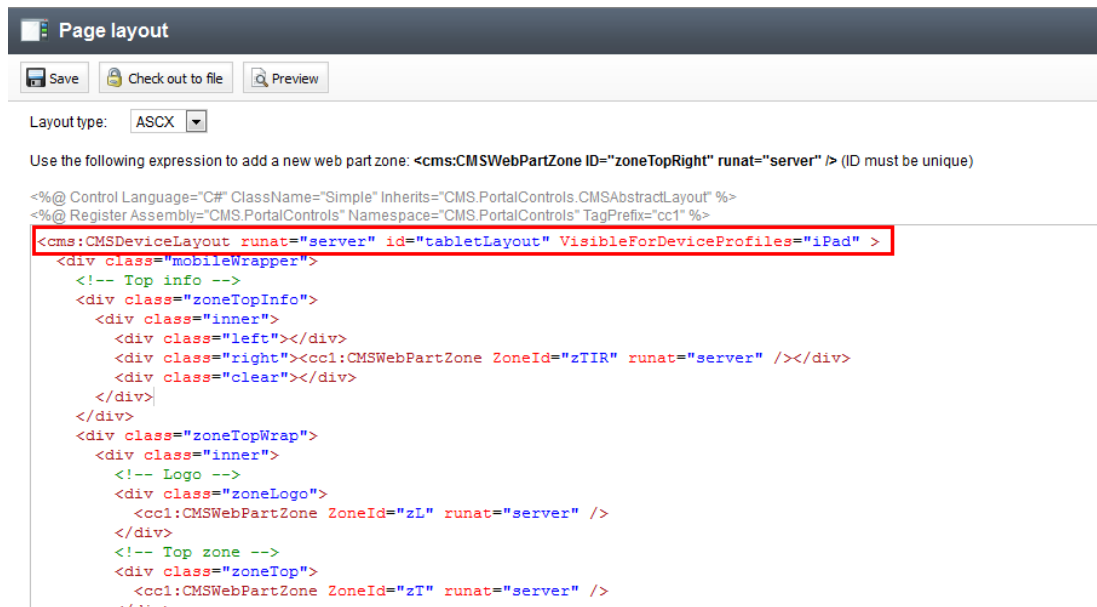 Page layout
Save Check out to file Preview
Layout type: ASCX
Use the following expression to add a new web part zone: <cms:CMSWebPartZone ID="zoneTopRight" runat="server" /> (ID must be unique)
<%@ Control Language="C#" ClassName="Simple" Inherits="CMS.PortalControls.CMSAbstractLayout" %>
<%@ Register Assembly="CMS.PortalControls" Namespace="CMS.PortalControls" TagPrefix="cc1" %>
<cms:CMSDeviceLayout runat="server" id="tabletLayout" VisibleForDeviceProfiles="iPad" >
<div class="mobileWrapper">
<!-- Top info -->
<div class="zoneTopInfo">
<div class="inner">
<div class="left"></div>
<div class="right"><cc1:CMSWebPartZone ZoneId="zTIR" runat="server" /></div>
<div class="clear"></div>
</div>
</div>
<div class="zoneTopWrap">
<div class="inner">
<!-- Logo -->
<div class="zoneLogo">
<cc1:CMSWebPartZone ZoneId="zL" runat="server" />
</div>
<!-- Top zone -->
<div class="zoneTop">
<cc1:CMSWebPartZone ZoneId="zT" runat="server" />